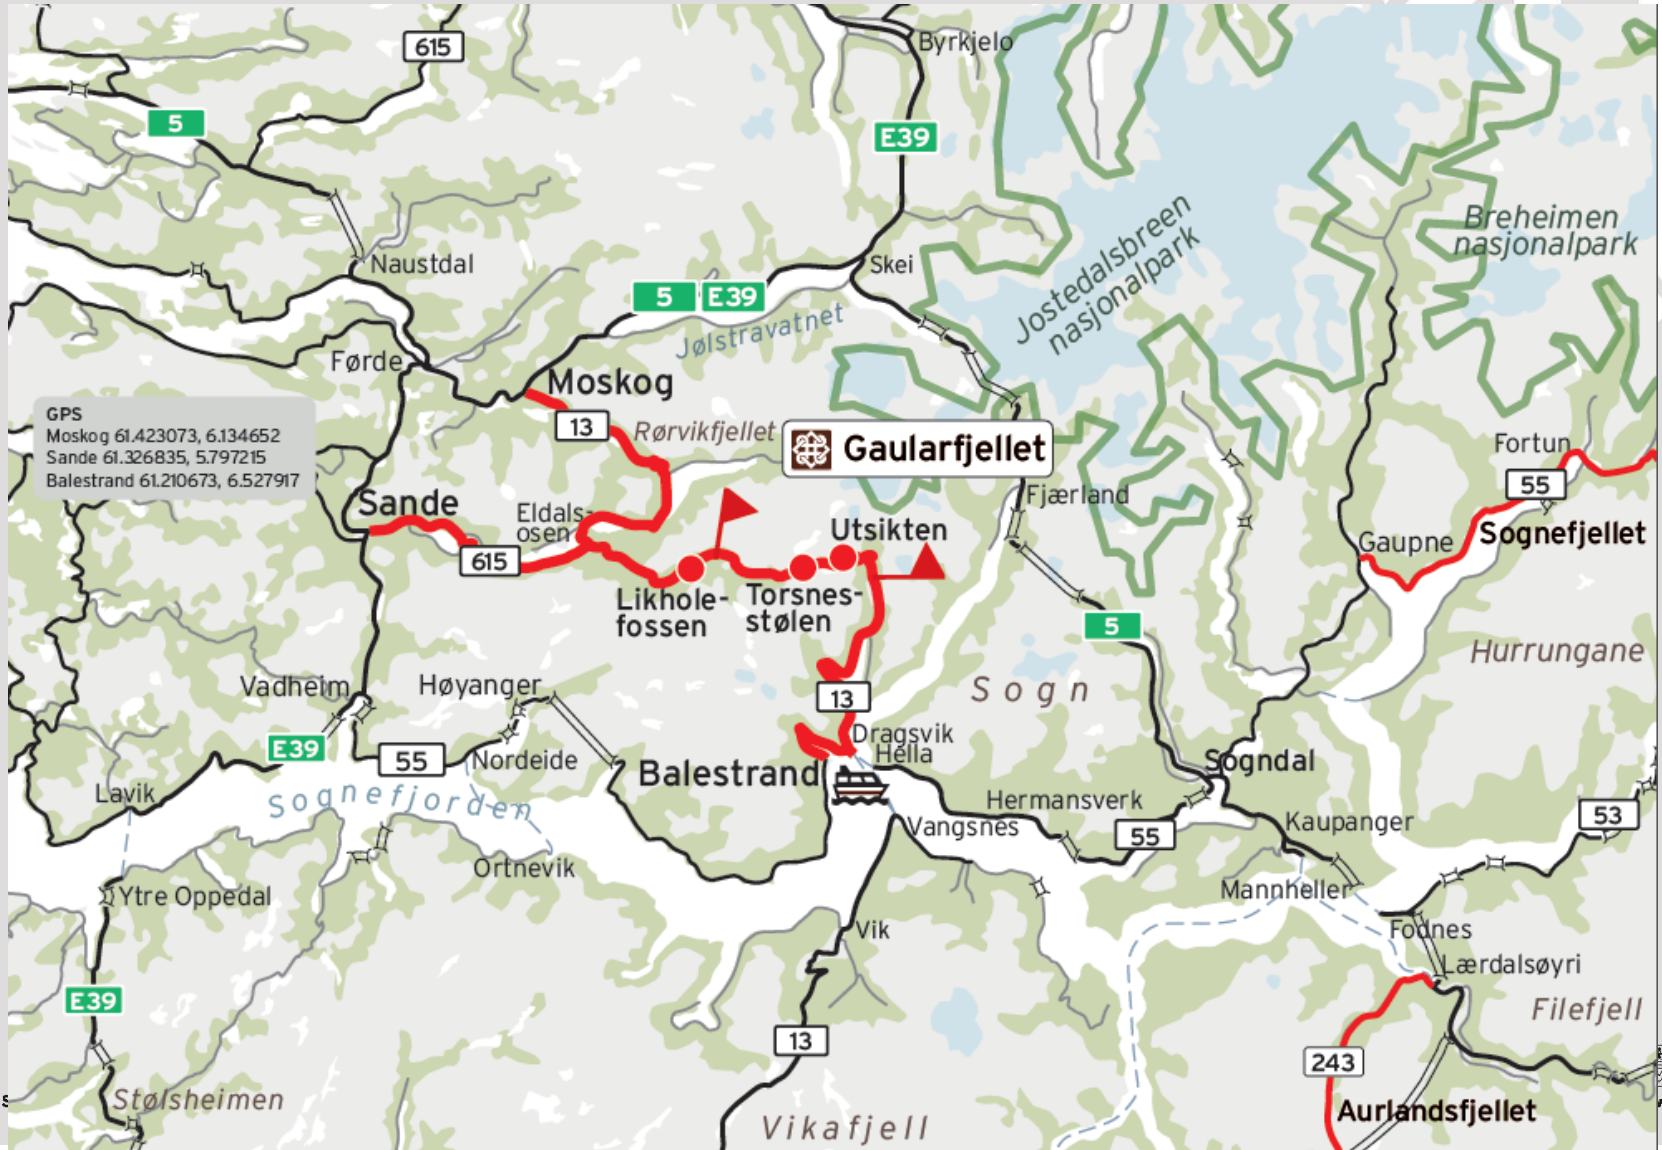 Byrkjelo
615
5
E39
Breheimen
nasjonalpark
Jostedalsbreen
nasjonalpark
Naustdal
Skei
5
E39
Jølstravatnet
Førde
Moskog
13
Rørvikfjellet
Gaularfjellet
GPS
Moskog 61.423073, 6.134652
Sande 61.326835, 5.797215
Balestrand 61.210673, 6.527917
Fortun
55
Sande
Eldals-
osen
Fjærland
Utsikten
Gaupne
Sognefjellet
615
Likhole-
fossen
Torsnes-
stølen
5
Hurrungane
Vadheim
Høyanger
13
Sogn
Dragsvik
Hella
E39
55
Nordeide
Balestrand
Sogndal
Lavik
Sognefjorden
Hermansverk
Vangsnes
55
Kaupanger
53
Ortnevik
Mannheller
Ytre Oppedal
Vik
Fodnes
Lærdalsøyri
E39
Filefjell
13
243
Stølsheimen
Vikafjell
Aurlandsfjellet